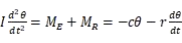 I d²θ/dt² = M_E + M_R = −cθ − r dθ/dt